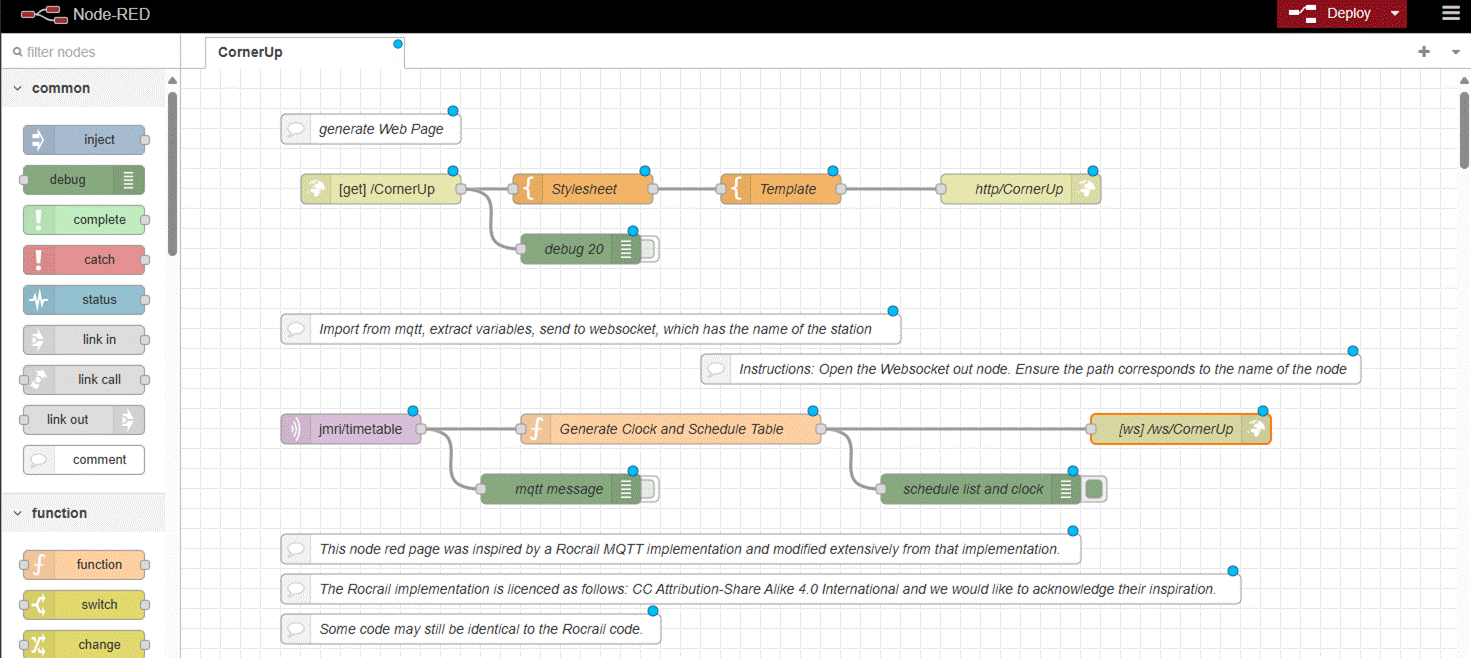 Node-RED
Deploy
filter nodes
CornerUp
common
inject
debug
complete
catch
status
link in
link call
link out
comment
function
function
switch
change
generate Web Page
[get] /CornerUp
Stylesheet
Template
http/CornerUp
debug 20
Import from mqtt, extract variables, send to websocket, which has the name of the station
Instructions: Open the Websocket out node. Ensure the path corresponds to the name of the node
jmri/timetable
Generate Clock and Schedule Table
[ws] /ws/CornerUp
mqtt message
schedule list and clock
This node red page was inspired by a Rocrail MQTT implementation and modified extensively from that implementation.
The Rocrail implementation is licenced as follows: CC Attribution-Share Alike 4.0 International and we would like to acknowledge their inspiration.
Some code may still be identical to the Rocrail code.